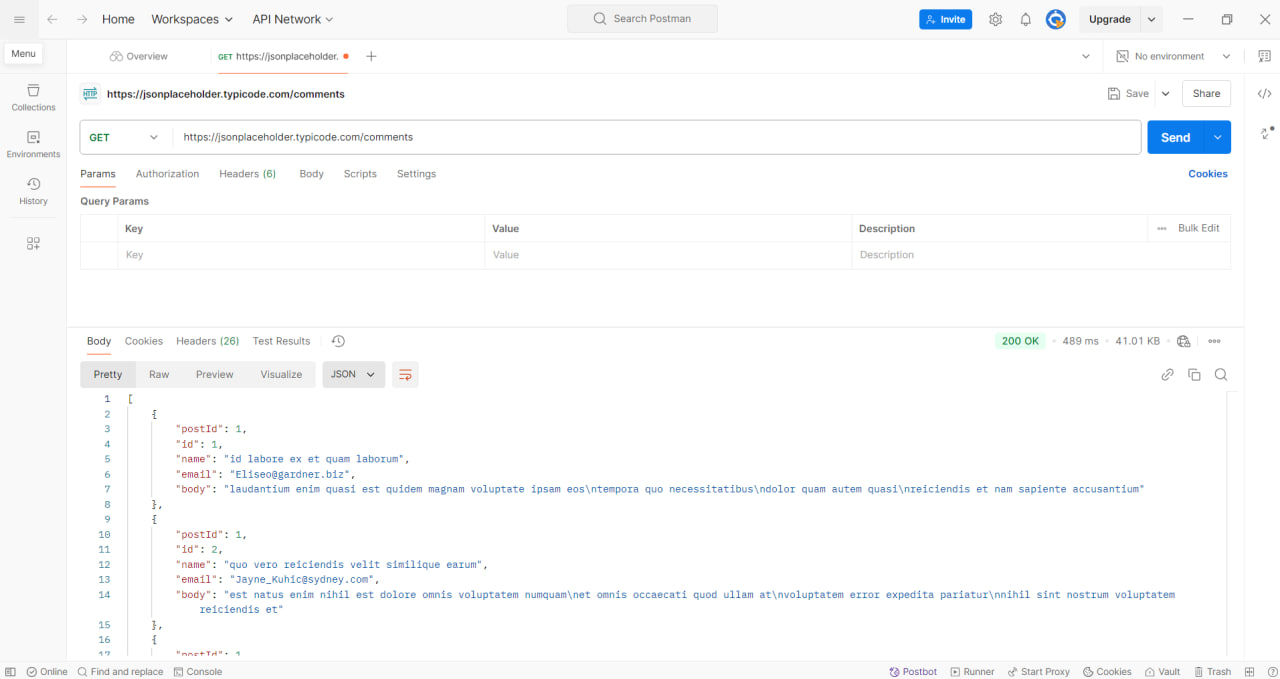 Home Workspaces API Network Search Postman Invite Upgrade
Menu
Overview GET https://jsonplaceholder. No environment
Collections
Environments
History
HTTP https://jsonplaceholder.typicode.com/comments Save Share
GET https://jsonplaceholder.typicode.com/comments Send
Params Authorization Headers (6) Body Scripts Settings Cookies
Query Params
Key Value Description Bulk Edit
Key Value Description
Body Cookies Headers (26) Test Results 200 OK 489 ms 41.01 KB
Pretty Raw Preview Visualize JSON
1 [
2 {
3 "postId": 1,
4 "id": 1,
5 "name": "id labore ex et quam laborum",
6 "email": "Eliseo@gardner.biz",
7 "body": "laudantium enim quasi est quidem magnam voluptate ipsam eos\ntempora quo necessitatibus\ndolor quam autem quasi\nreiciendis et nam sapiente accusantium"
8 },
9 {
10 "postId": 1,
11 "id": 2,
12 "name": "quo vero reiciendis velit similique earum",
13 "email": "Jayne_Kuhic@sydney.com",
14 "body": "est natus enim nihil est dolore omnis voluptatem numquam\net omnis occaecati quod ullam at\nvoluptatem error expedita pariatur\nnihil sint nostrum voluptatem
reiciendis et"
15 },
16 {
17 "postId": 1
Online Find and replace Console Postbot Runner Start Proxy Cookies Vault Trash